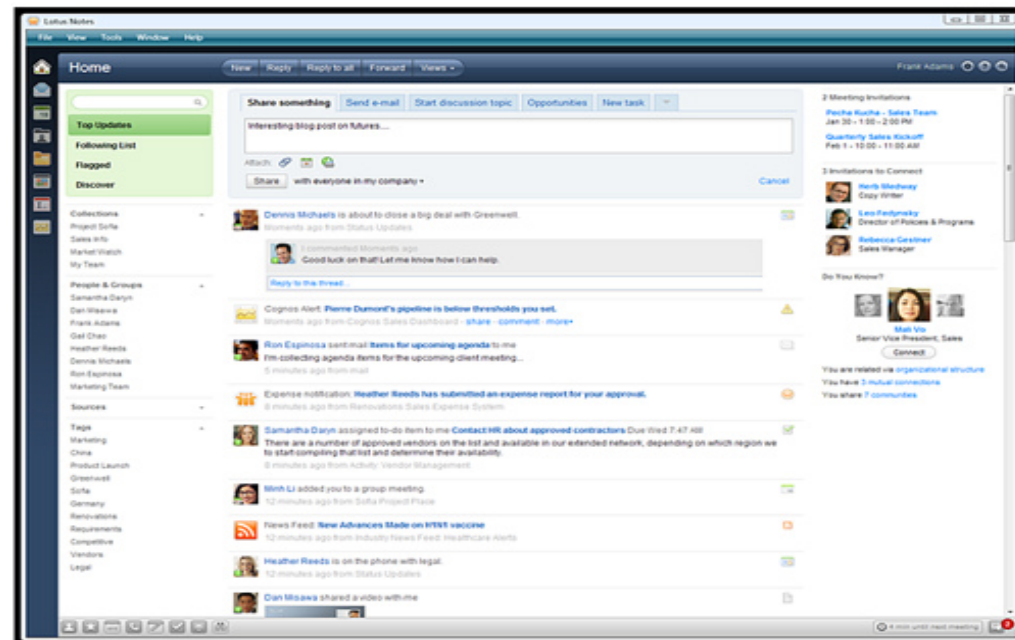 Lotus Notes
File View Tools Window Help
Home
New Reply Reply to all Forward Views
Frank Adams
Top Updates
Following List
Flagged
Discover
Collections
Project Sofia
Sales Info
Market Watch
My Team
People & Groups
Samantha Daryn
Dan Misawa
Frank Adams
Gail Chao
Heather Reeds
Dennis Michaels
Ron Espinosa
Marketing Team
Sources
Tags
Marketing
China
Product Launch
Greenwell
Sofia
Germany
Renovations
Requirements
Competitive
Vendors
Legal
Share something Send e-mail Start discussion topic Opportunities New task
Interesting blog post on futures....
Attach:
Share with everyone in my company
Cancel
Dennis Michaels is about to close a big deal with Greenwell.
Moments ago from Status Updates
I commented Moments ago
Good luck on that! Let me know how I can help.
Reply to this thread...
Cognos Alert: Pierre Dumont's pipeline is below thresholds you set.
Moments ago from Cognos Sales Dashboard - share - comment - more
Ron Espinosa sent mail Items for upcoming agenda to me
I'm collecting agenda items for the upcoming client meeting...
5 minutes ago from mail
Expense notification: Heather Reeds has submitted an expense report for your approval.
8 minutes ago from Renovations Sales Expense System
Samantha Daryn assigned to-do item to me Contact HR about approved contractors Due Wed 7:47 AM
There are a number of approved vendors on the list and available in our extended network, depending on which region we
to start compiling that list and determine their availability.
8 minutes ago from Activity: Vendor Management
Minh Li added you to a group meeting.
12 minutes ago from Sofia Project Place
News Feed: New Advances Made on H1N1 vaccine
12 minutes ago from Industry News Feed: Healthcare Alerts
Heather Reeds is on the phone with legal.
12 minutes ago from Status Updates
Dan Misawa shared a video with me
2 Meeting Invitations
Pecha Kucha - Sales Team
Jan 30 - 1:00 - 2:00 PM
Quarterly Sales Kickoff
Feb 1 - 10:00 - 11:00 AM
3 Invitations to Connect
Herb Medway
Copy Writer
Leo Fedynsky
Director of Policies & Programs
Rebecca Gestner
Sales Manager
Do You Know?
Mali Vo
Senior Vice President, Sales
Connect
You are related via organizational structure
You have 3 mutual connections
You share 7 communities
4 min until next meeting